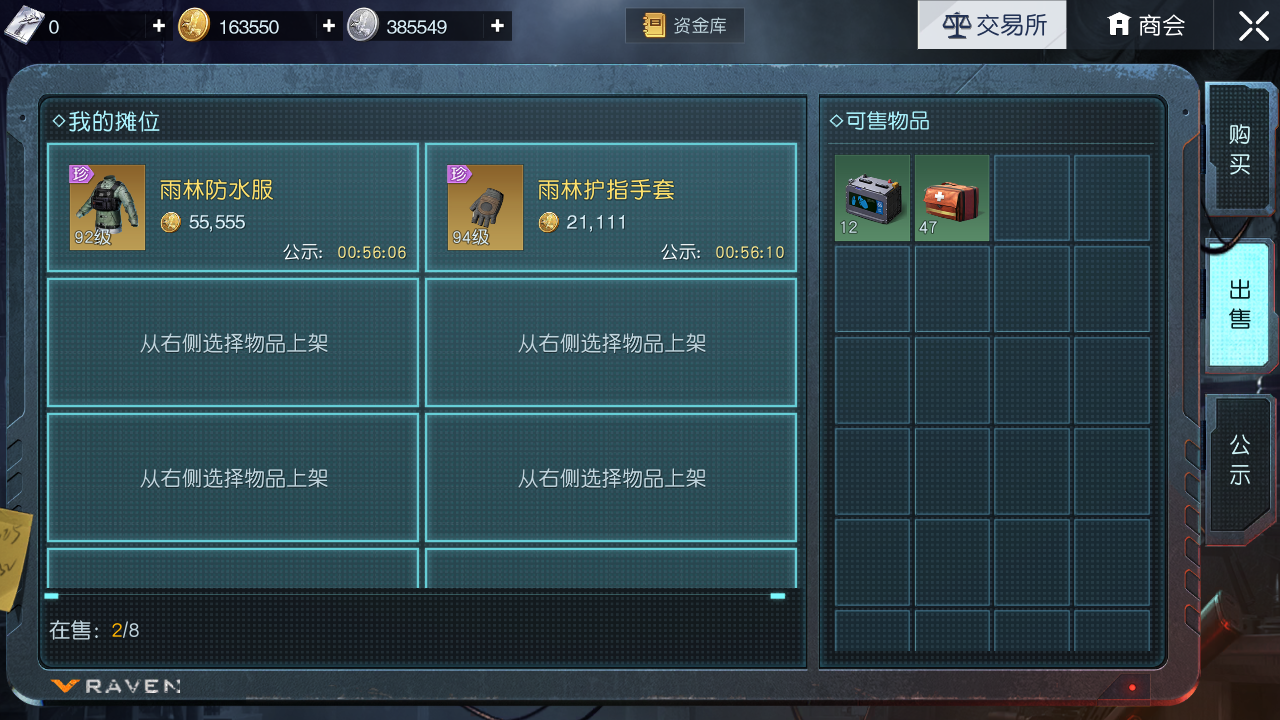 0
163550
385549
资金库
交易所
商会
我的摊位
珍
92级
雨林防水服
55,555
公示: 00:56:06
珍
94级
雨林护指手套
21,111
公示: 00:56:10
从右侧选择物品上架
从右侧选择物品上架
从右侧选择物品上架
从右侧选择物品上架
在售: 2/8
可售物品
12
47
购买
出售
公示
RAVEN